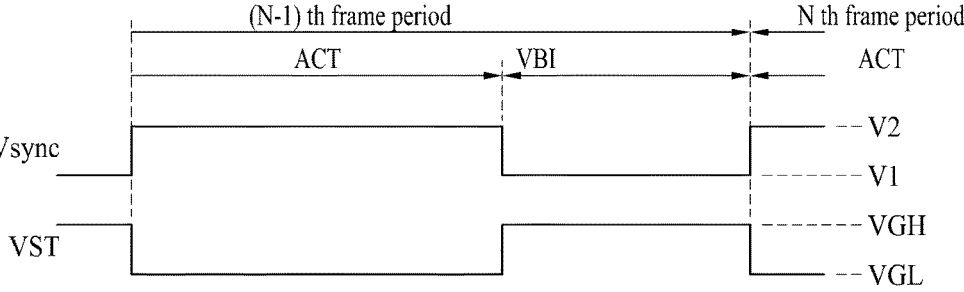 (N-1) th frame period N th frame period
ACT VBI ACT
V2
Vsync
V1
VGH
VST
VGL